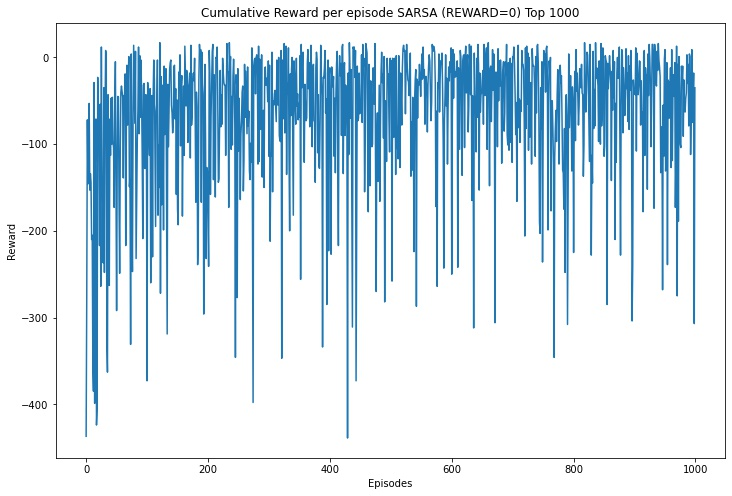 Cumulative Reward per episode SARSA (REWARD=0) Top 1000
0
−100
−200
−300
−400
Reward
0 200 400 600 800 1000
Episodes